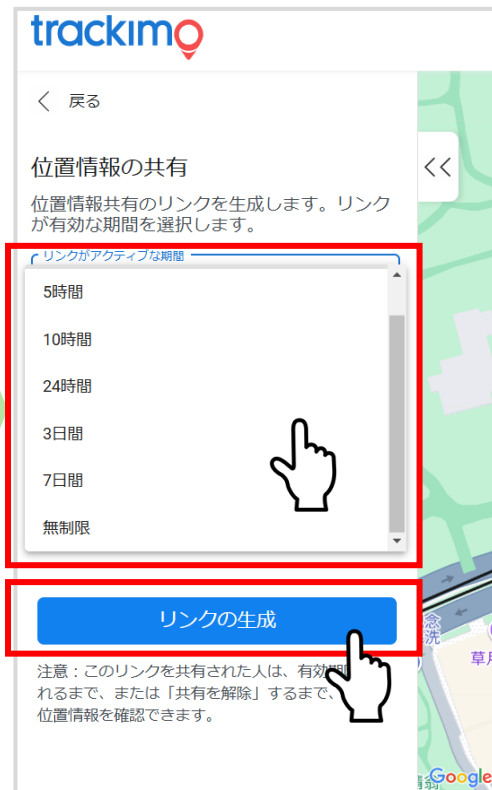 trackimo
戻る
位置情報の共有
位置情報共有のリンクを生成します。リンク
が有効な期間を選択します。
リンクがアクティブな期間
5時間
10時間
24時間
3日間
7日間
無制限
リンクの生成
注意：このリンクを共有された人は、有効期
れるまで、または「共有を解除」するまで、
位置情報を確認できます。
念
洗
草月
Google